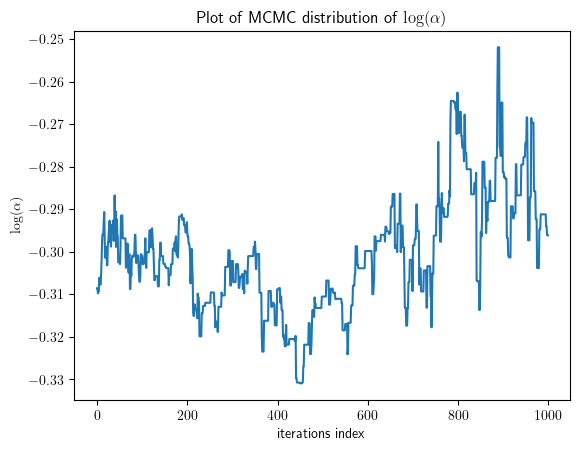 Plot of MCMC distribution of log(α)
−0.25
−0.26
−0.27
−0.28
−0.29
−0.30
−0.31
−0.32
−0.33
log(α)
0 200 400 600 800 1000
iterations index